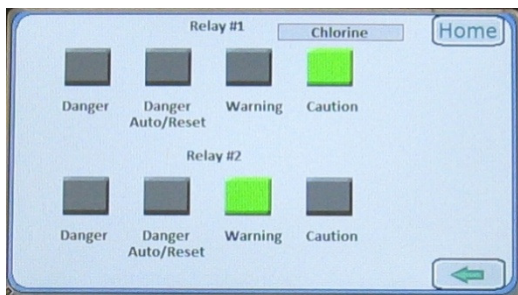 Relay #1
Chlorine
Home
Danger
Danger
Auto/Reset
Warning
Caution
Relay #2
Danger
Danger
Auto/Reset
Warning
Caution